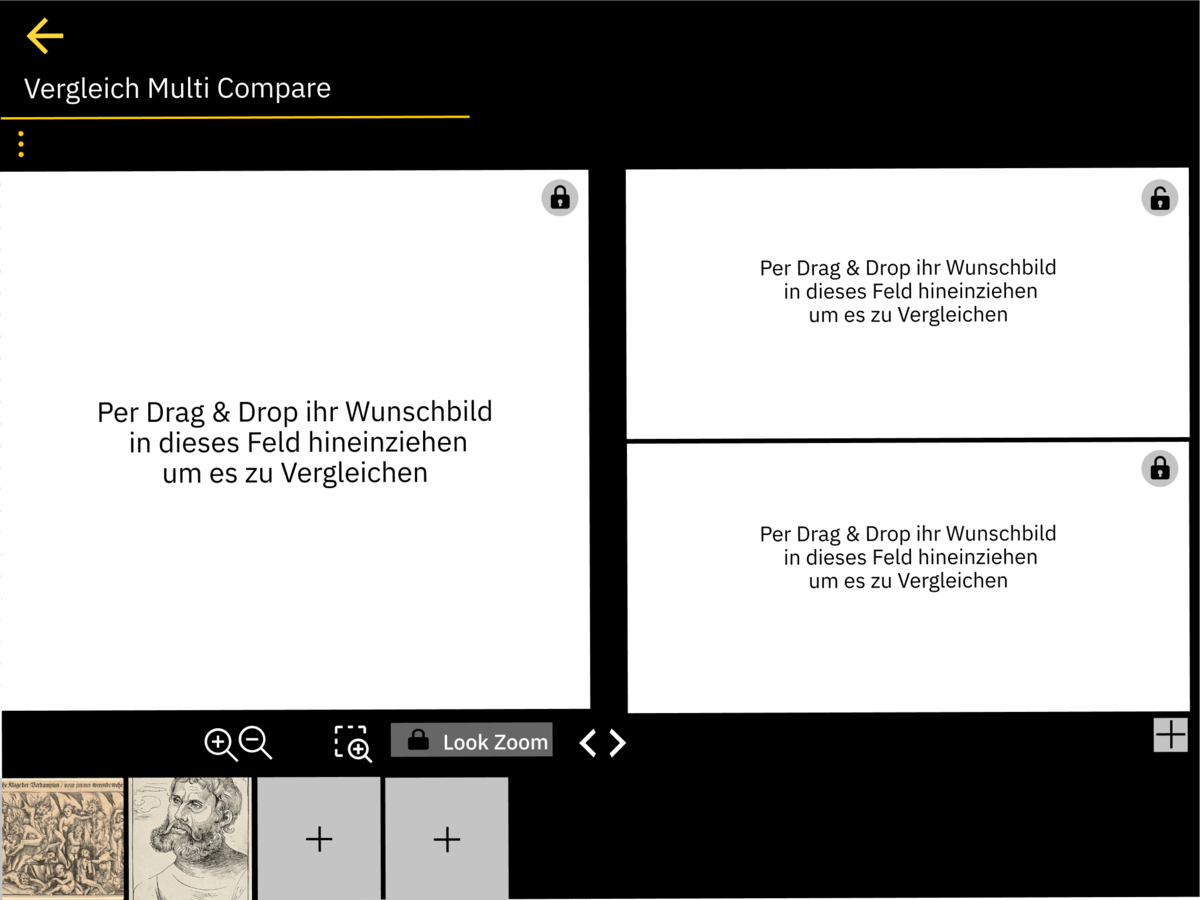 Vergleich Multi Compare
Per Drag & Drop ihr Wunschbild
in dieses Feld hineinziehen
um es zu Vergleichen
Per Drag & Drop ihr Wunschbild
in dieses Feld hineinziehen
um es zu Vergleichen
Per Drag & Drop ihr Wunschbild
in dieses Feld hineinziehen
um es zu Vergleichen
Look Zoom